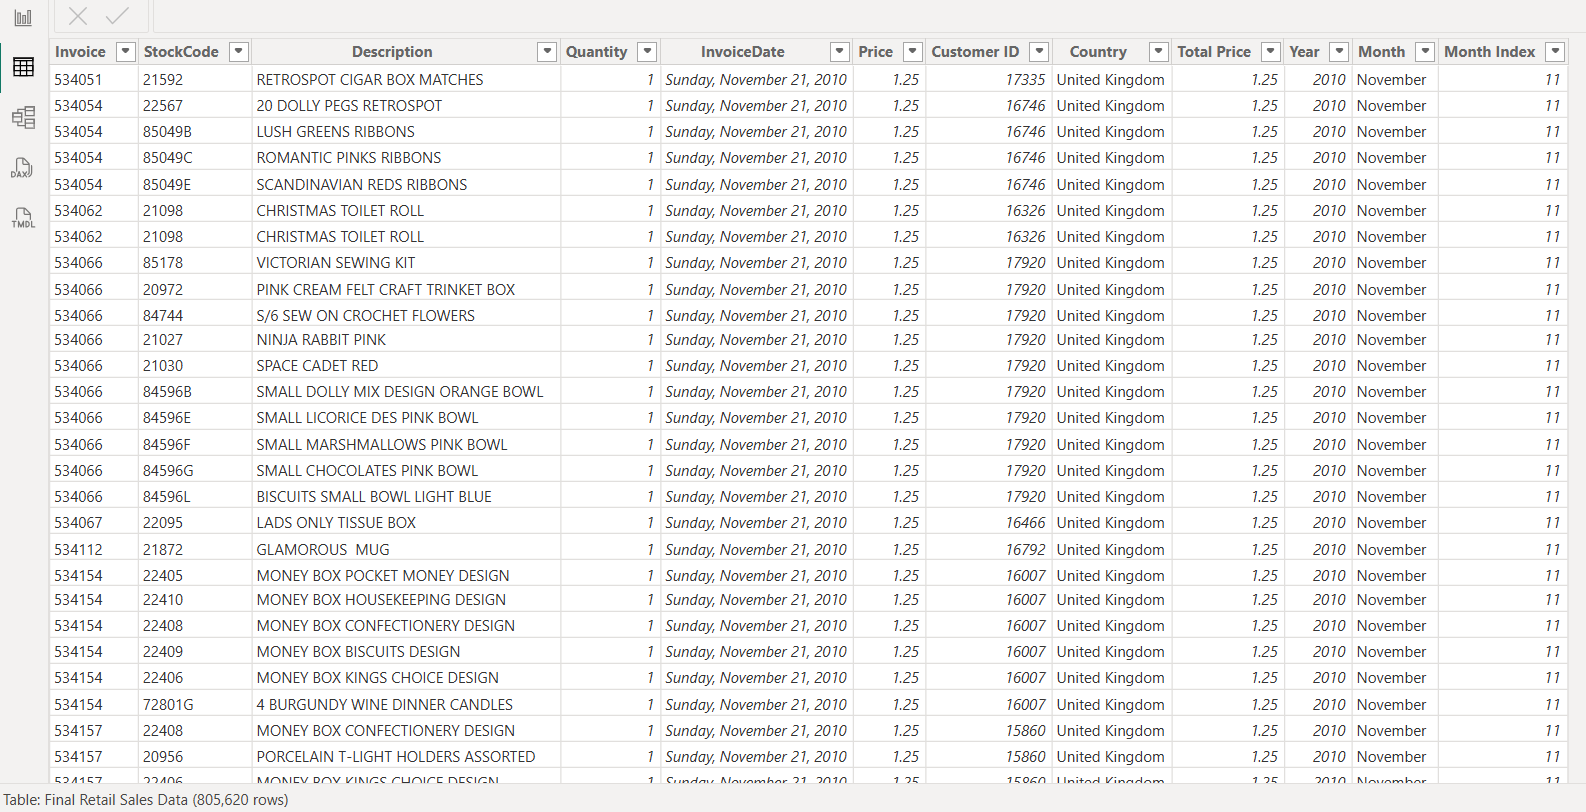 Invoice StockCode Description Quantity InvoiceDate Price Customer ID Country Total Price Year Month Month Index
534051 21592 RETROSPOT CIGAR BOX MATCHES 1 Sunday, November 21, 2010 1.25 17335 United Kingdom 1.25 2010 November 11
534054 22567 20 DOLLY PEGS RETROSPOT 1 Sunday, November 21, 2010 1.25 16746 United Kingdom 1.25 2010 November 11
534054 85049B LUSH GREENS RIBBONS 1 Sunday, November 21, 2010 1.25 16746 United Kingdom 1.25 2010 November 11
534054 85049C ROMANTIC PINKS RIBBONS 1 Sunday, November 21, 2010 1.25 16746 United Kingdom 1.25 2010 November 11
DAX
534054 85049E SCANDINAVIAN REDS RIBBONS 1 Sunday, November 21, 2010 1.25 16746 United Kingdom 1.25 2010 November 11
534062 21098 CHRISTMAS TOILET ROLL 1 Sunday, November 21, 2010 1.25 16326 United Kingdom 1.25 2010 November 11
TMDL
534062 21098 CHRISTMAS TOILET ROLL 1 Sunday, November 21, 2010 1.25 16326 United Kingdom 1.25 2010 November 11
534066 85178 VICTORIAN SEWING KIT 1 Sunday, November 21, 2010 1.25 17920 United Kingdom 1.25 2010 November 11
534066 20972 PINK CREAM FELT CRAFT TRINKET BOX 1 Sunday, November 21, 2010 1.25 17920 United Kingdom 1.25 2010 November 11
534066 84744 S/6 SEW ON CROCHET FLOWERS 1 Sunday, November 21, 2010 1.25 17920 United Kingdom 1.25 2010 November 11
534066 21027 NINJA RABBIT PINK 1 Sunday, November 21, 2010 1.25 17920 United Kingdom 1.25 2010 November 11
534066 21030 SPACE CADET RED 1 Sunday, November 21, 2010 1.25 17920 United Kingdom 1.25 2010 November 11
534066 84596B SMALL DOLLY MIX DESIGN ORANGE BOWL 1 Sunday, November 21, 2010 1.25 17920 United Kingdom 1.25 2010 November 11
534066 84596E SMALL LICORICE DES PINK BOWL 1 Sunday, November 21, 2010 1.25 17920 United Kingdom 1.25 2010 November 11
534066 84596F SMALL MARSHMALLOWS PINK BOWL 1 Sunday, November 21, 2010 1.25 17920 United Kingdom 1.25 2010 November 11
534066 84596G SMALL CHOCOLATES PINK BOWL 1 Sunday, November 21, 2010 1.25 17920 United Kingdom 1.25 2010 November 11
534066 84596L BISCUITS SMALL BOWL LIGHT BLUE 1 Sunday, November 21, 2010 1.25 17920 United Kingdom 1.25 2010 November 11
534067 22095 LADS ONLY TISSUE BOX 1 Sunday, November 21, 2010 1.25 16466 United Kingdom 1.25 2010 November 11
534112 21872 GLAMOROUS  MUG 1 Sunday, November 21, 2010 1.25 16792 United Kingdom 1.25 2010 November 11
534154 22405 MONEY BOX POCKET MONEY DESIGN 1 Sunday, November 21, 2010 1.25 16007 United Kingdom 1.25 2010 November 11
534154 22410 MONEY BOX HOUSEKEEPING DESIGN 1 Sunday, November 21, 2010 1.25 16007 United Kingdom 1.25 2010 November 11
534154 22408 MONEY BOX CONFECTIONERY DESIGN 1 Sunday, November 21, 2010 1.25 16007 United Kingdom 1.25 2010 November 11
534154 22409 MONEY BOX BISCUITS DESIGN 1 Sunday, November 21, 2010 1.25 16007 United Kingdom 1.25 2010 November 11
534154 22406 MONEY BOX KINGS CHOICE DESIGN 1 Sunday, November 21, 2010 1.25 16007 United Kingdom 1.25 2010 November 11
534154 72801G 4 BURGUNDY WINE DINNER CANDLES 1 Sunday, November 21, 2010 1.25 16007 United Kingdom 1.25 2010 November 11
534157 22408 MONEY BOX CONFECTIONERY DESIGN 1 Sunday, November 21, 2010 1.25 15860 United Kingdom 1.25 2010 November 11
534157 20956 PORCELAIN T-LIGHT HOLDERS ASSORTED 1 Sunday, November 21, 2010 1.25 15860 United Kingdom 1.25 2010 November 11
534157 22406 MONEY BOX KINGS CHOICE DESIGN 1 Sunday, November 21, 2010 1.25 15860 United Kingdom 1.25 2010 November 11
Table: Final Retail Sales Data (805,620 rows)